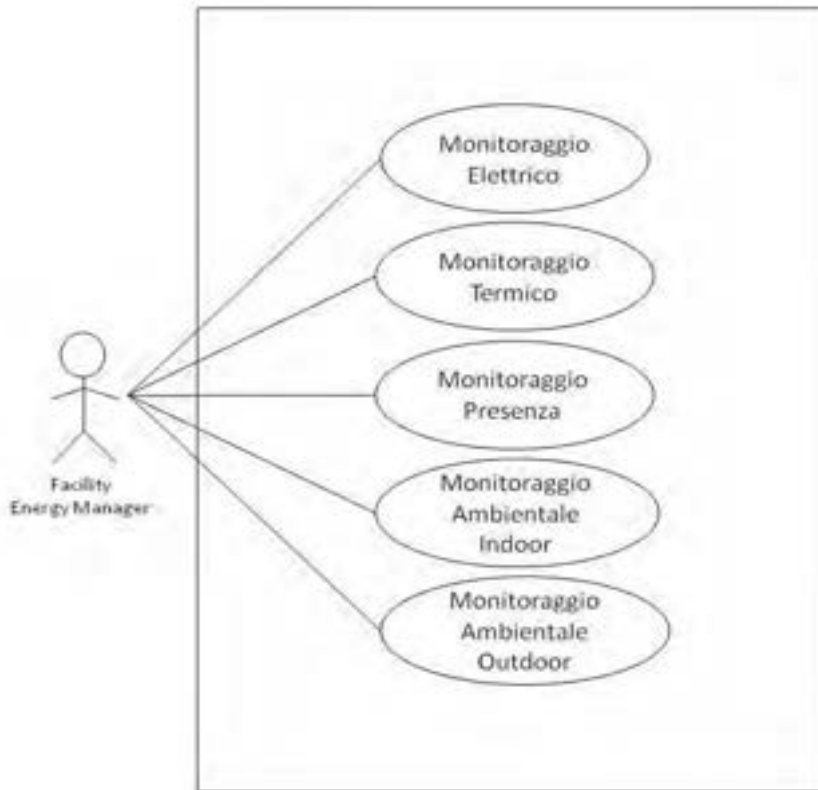 Monitoraggio
Elettrico
Monitoraggio
Termico
Monitoraggio
Presenza
Monitoraggio
Ambientale
Indoor
Monitoraggio
Ambientale
Outdoor
Facility
Energy Manager